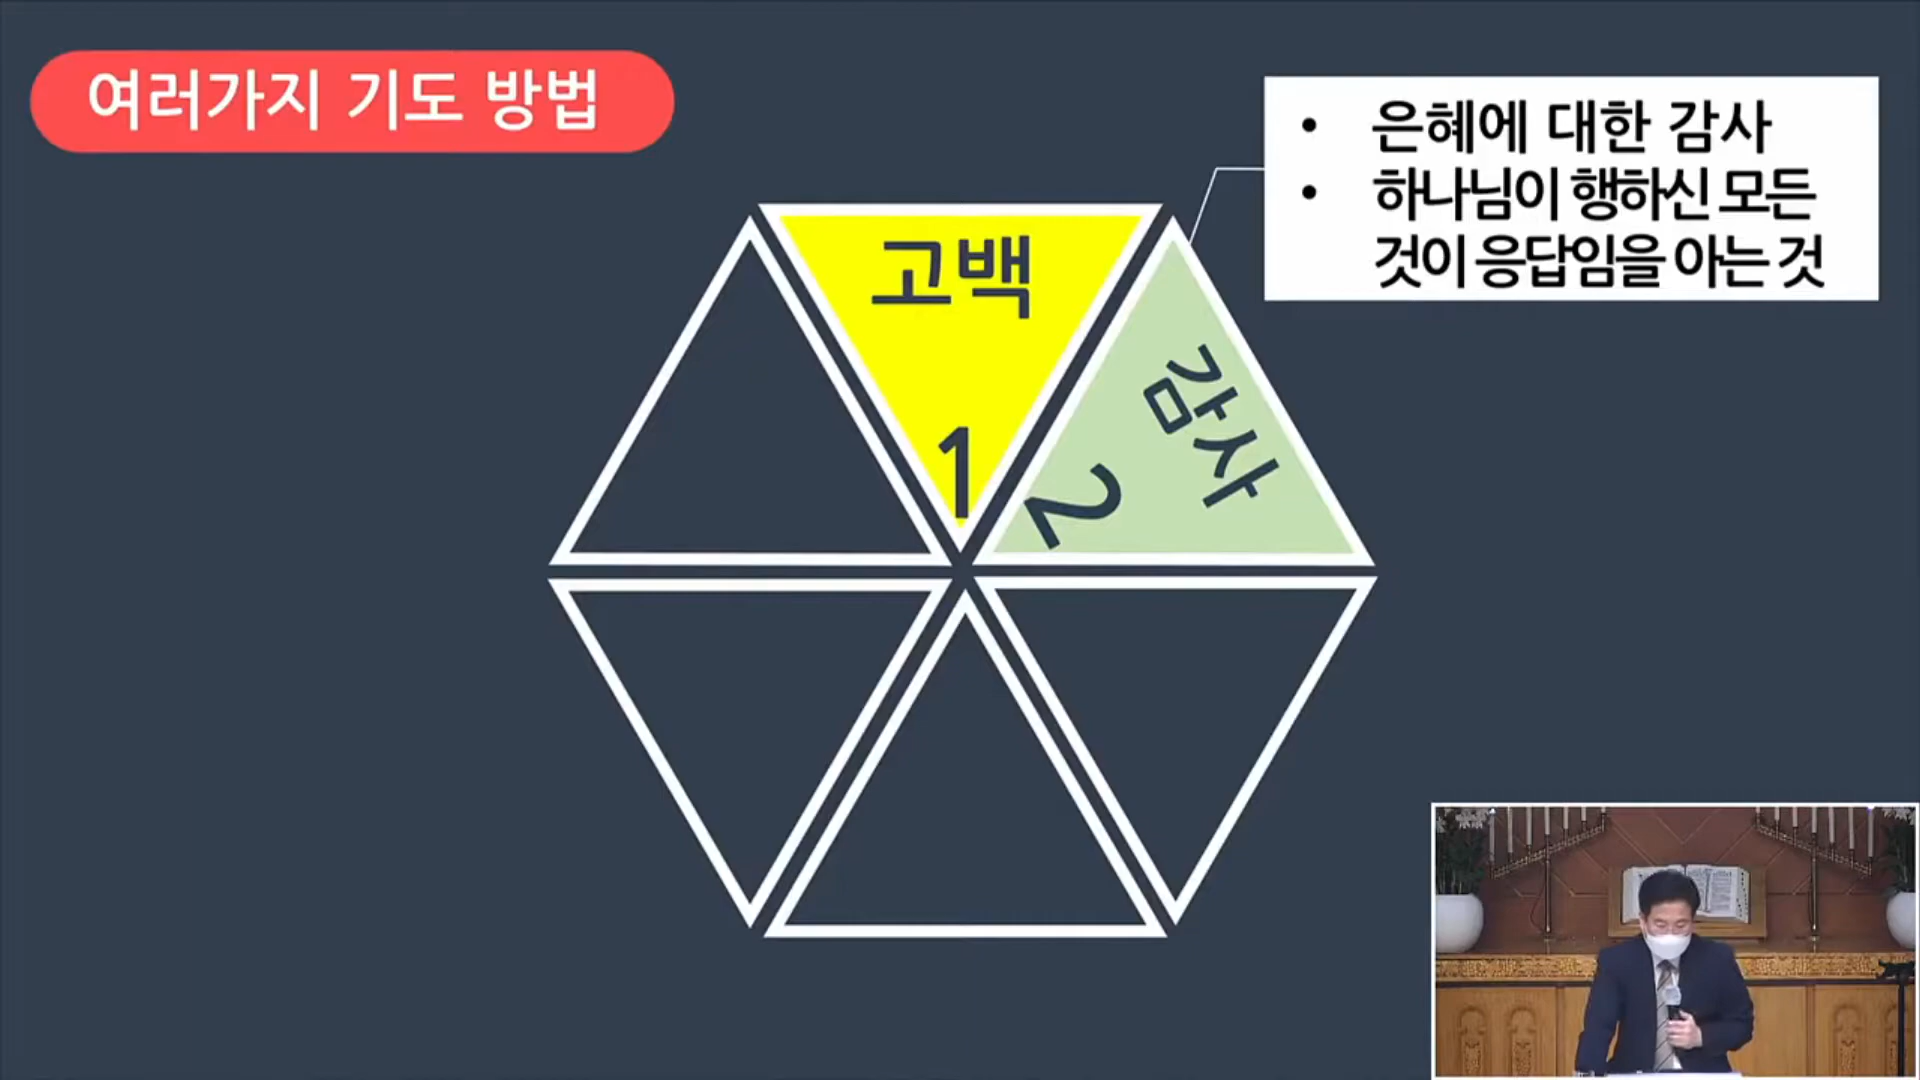 여러가지 기도 방법
• 은혜에 대한 감사
• 하나님이 행하신 모든
것이 응답임을 아는 것
고백
1
감사
2